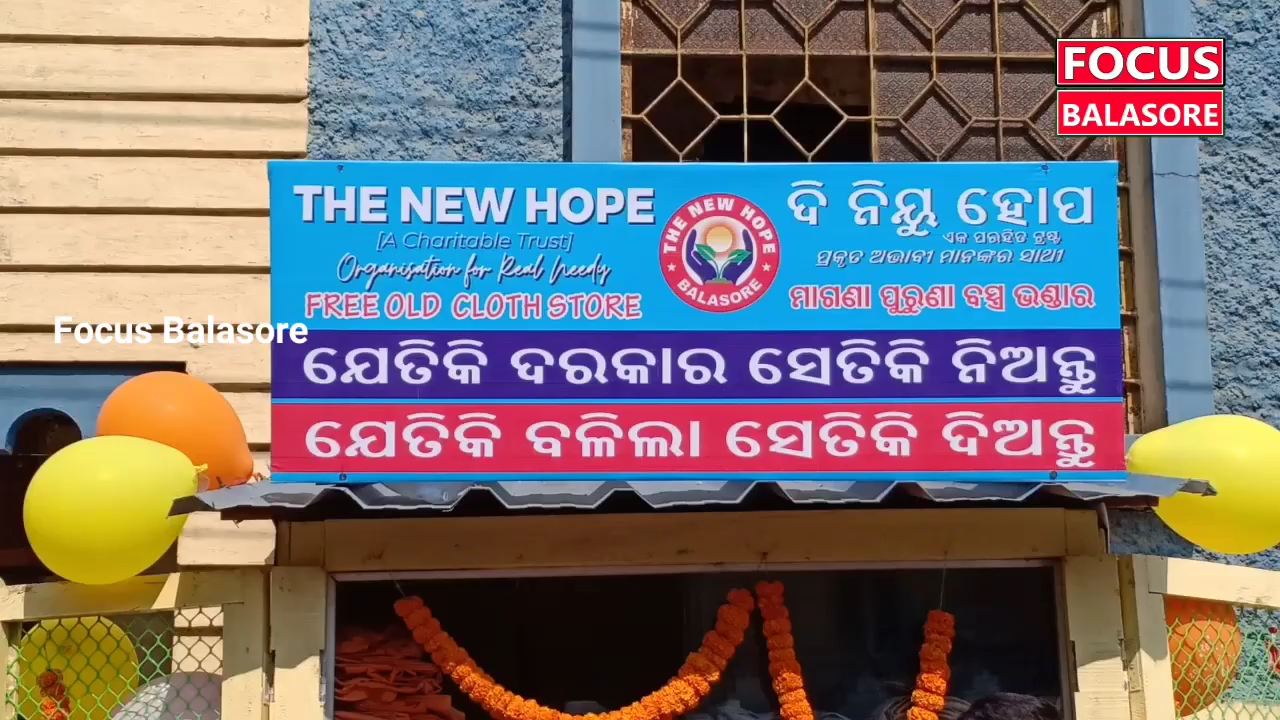 FOCUS
BALASORE
THE NEW HOPE
[A Charitable Trust]
Organisation for Real Needy
FREE OLD CLOTH STORE
THE NEW HOPE
BALASORE
ଦି ନିୟୁ ହୋପ
ଏକ ପରହିତ ଟ୍ରଷ୍ଟ
ପ୍ରକୃତ ଅଭାବୀ ମାନଙ୍କର ସାଥୀ
ମାଗଣା ପୁରୁଣା ବସ୍ତ୍ର ଭଣ୍ଡାର
Focus Balasore
ଯେତିକି ଦରକାର ସେତିକି ନିଅନ୍ତୁ
ଯେତିକି ବଳିଲା ସେତିକି ଦିଅନ୍ତୁ